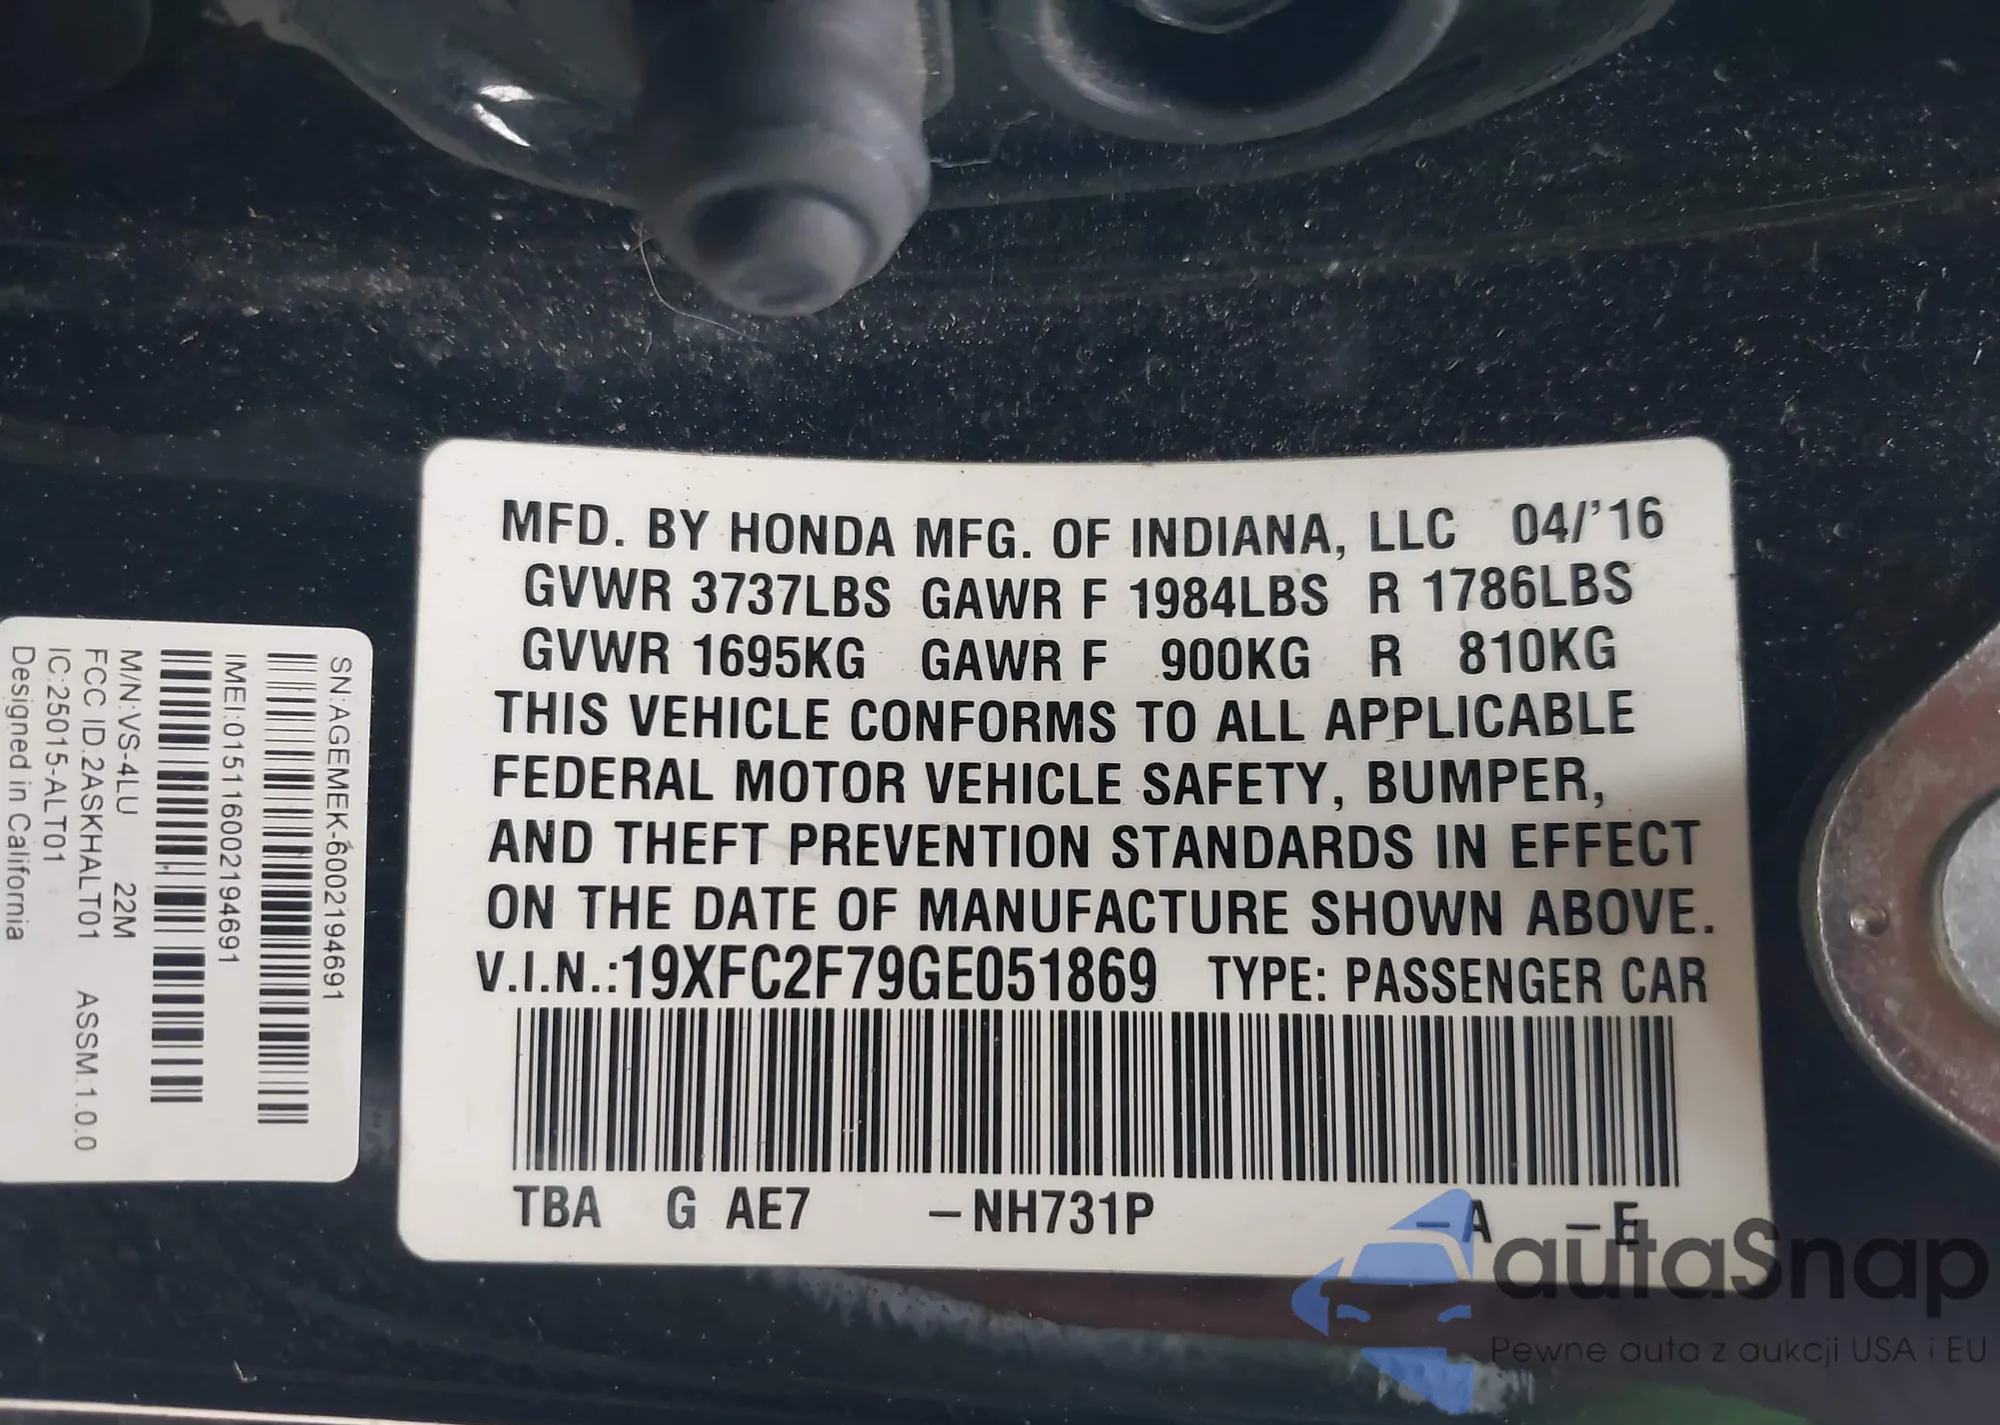 MFD. BY HONDA MFG. OF INDIANA, LLC 04/'16
GVWR 3737LBS GAWR F 1984LBS R 1786LBS
GVWR 1695KG GAWR F 900KG R 810KG
THIS VEHICLE CONFORMS TO ALL APPLICABLE
FEDERAL MOTOR VEHICLE SAFETY, BUMPER,
AND THEFT PREVENTION STANDARDS IN EFFECT
ON THE DATE OF MANUFACTURE SHOWN ABOVE.
V.I.N.:19XFC2F79GE051869 TYPE: PASSENGER CAR
TBA G AE7 –NH731P –A –E
SN:AGEMEK-6002194691
IMEI:015116002194691
M/N:VS-4LU 22M
FCC ID.2ASKHALT01 ASSM:1.0.0
IC:25015-ALT01
Designed in California
autaSnap
Pewne auta z aukcji USA i EU